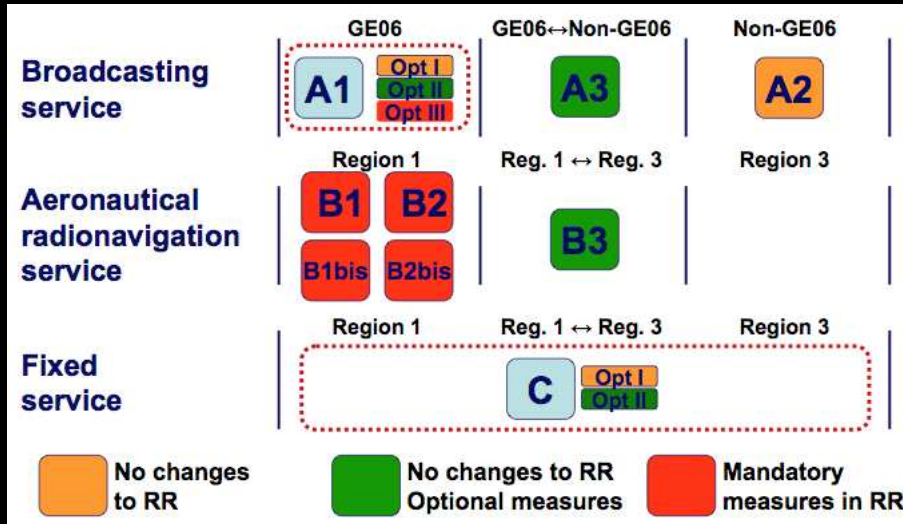 GE06 GE06↔Non-GE06 Non-GE06
Broadcasting
service
A1
Opt I
Opt II
Opt III
A3
A2
Region 1 Reg. 1 ↔ Reg. 3 Region 3
Aeronautical
radionavigation
service
B1 B2
B1bis B2bis
B3
Region 1 Reg. 1 ↔ Reg. 3 Region 3
Fixed
service
C
Opt I
Opt II
No changes
to RR
No changes to RR
Optional measures
Mandatory
measures in RR